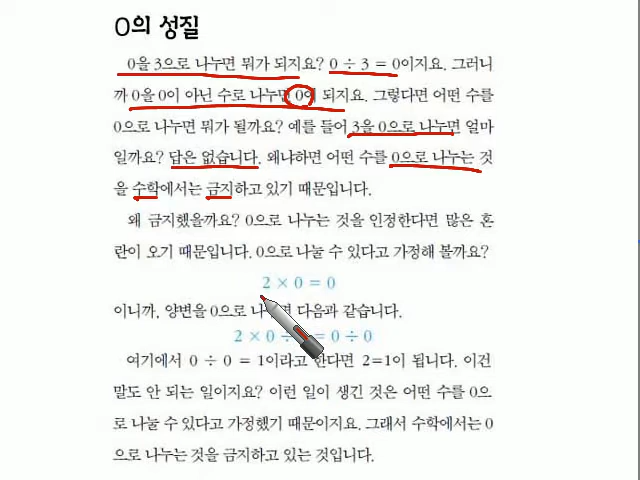 0의 성질
0을 3으로 나누면 뭐가 되지요? 0 ÷ 3 = 0이지요. 그러니
까 0을 0이 아닌 수로 나누면 0이 되지요. 그렇다면 어떤 수를
0으로 나누면 뭐가 될까요? 예를 들어 3을 0으로 나누면 얼마
일까요? 답은 없습니다. 왜냐하면 어떤 수를 0으로 나누는 것
을 수학에서는 금지하고 있기 때문입니다.
왜 금지했을까요? 0으로 나누는 것을 인정한다면 많은 혼
란이 오기 때문입니다. 0으로 나눌 수 있다고 가정해 볼까요?
2 × 0 = 0
이니까, 양변을 0으로 다음과 같습니다.
2 × 0 ÷ = 0 ÷ 0
여기에서 0 ÷ 0 = 1이라고 한다면 2=1이 됩니다. 이건
말도 안 되는 일이지요? 이런 일이 생긴 것은 어떤 수를 0으
로 나눌 수 있다고 가정했기 때문이지요. 그래서 수학에서는 0
으로 나누는 것을 금지하고 있는 것입니다.